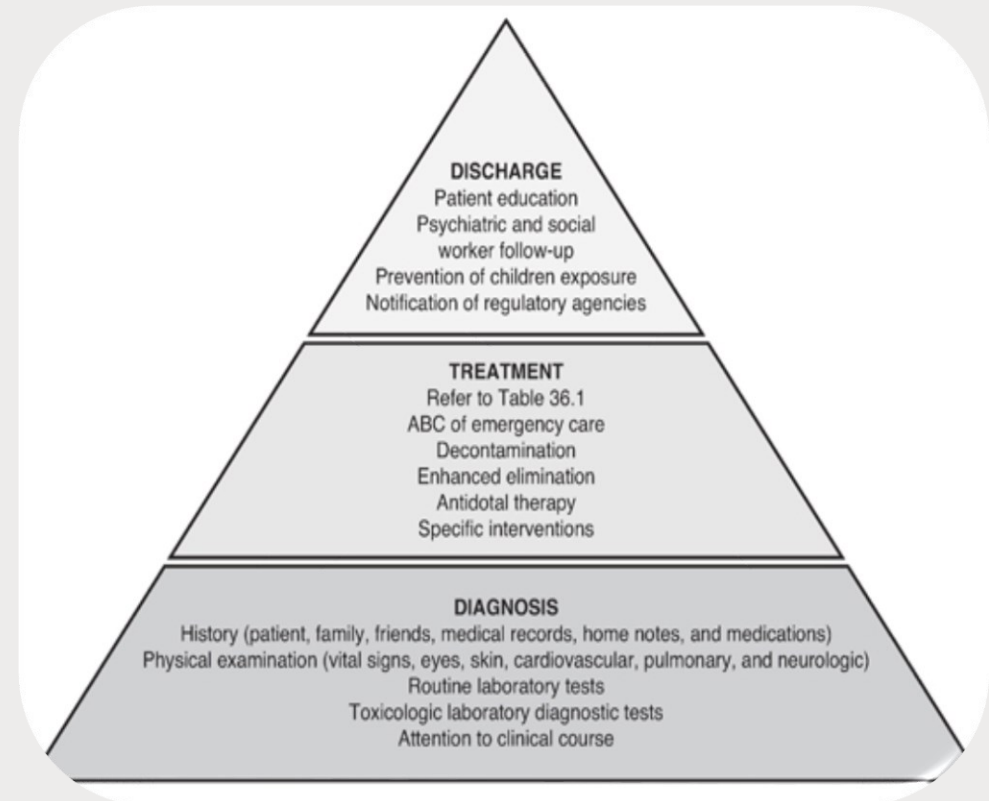 DISCHARGE
Patient education
Psychiatric and social
worker follow-up
Prevention of children exposure
Notification of regulatory agencies
TREATMENT
Refer to Table 36.1
ABC of emergency care
Decontamination
Enhanced elimination
Antidotal therapy
Specific interventions
DIAGNOSIS
History (patient, family, friends, medical records, home notes, and medications)
Physical examination (vital signs, eyes, skin, cardiovascular, pulmonary, and neurologic)
Routine laboratory tests
Toxicologic laboratory diagnostic tests
Attention to clinical course